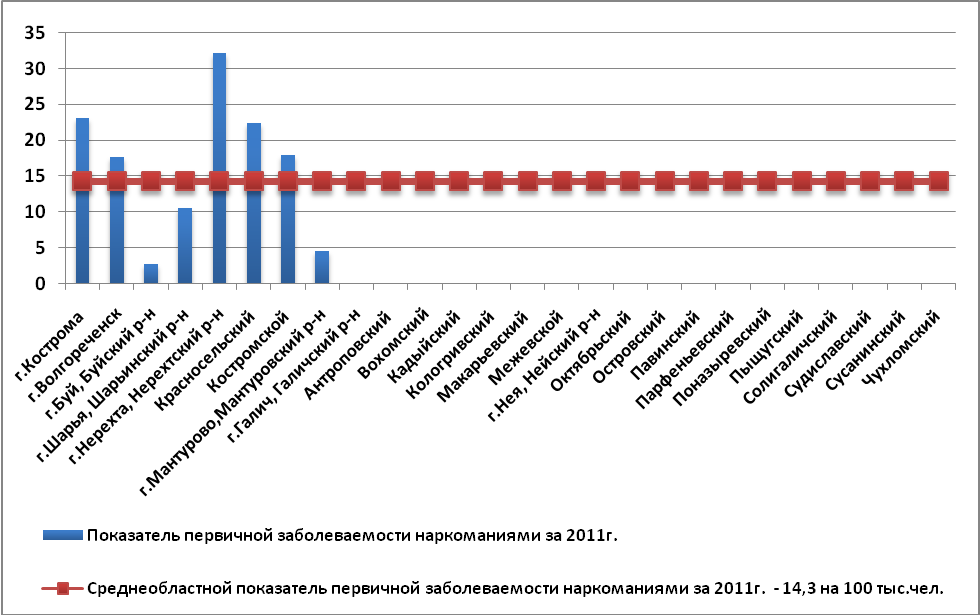 35
30
25
20
15
10
5
0
г.Кострома
г.Волгореченск
г.Буй, Буйский р-н
г.Шарья, Шарьинский р-н
г.Нерехта, Нерехтский р-н
Красносельский
Костромской
г.Мантурово,Мантуровский р-н
г.Галич, Галичский р-н
Антроповский
Вохомский
Кадыйский
Кологривский
Макарьевский
Межевской
г.Нея, Нейский р-н
Октябрьский
Островский
Павинский
Парфеньевский
Поназыревский
Пыщугский
Солигаличский
Судиславский
Сусанинский
Чухломский
Показатель первичной заболеваемости наркоманиями за 2011г.
Среднеобластной показатель первичной заболеваемости наркоманиями за 2011г. - 14,3 на 100 тыс.чел.